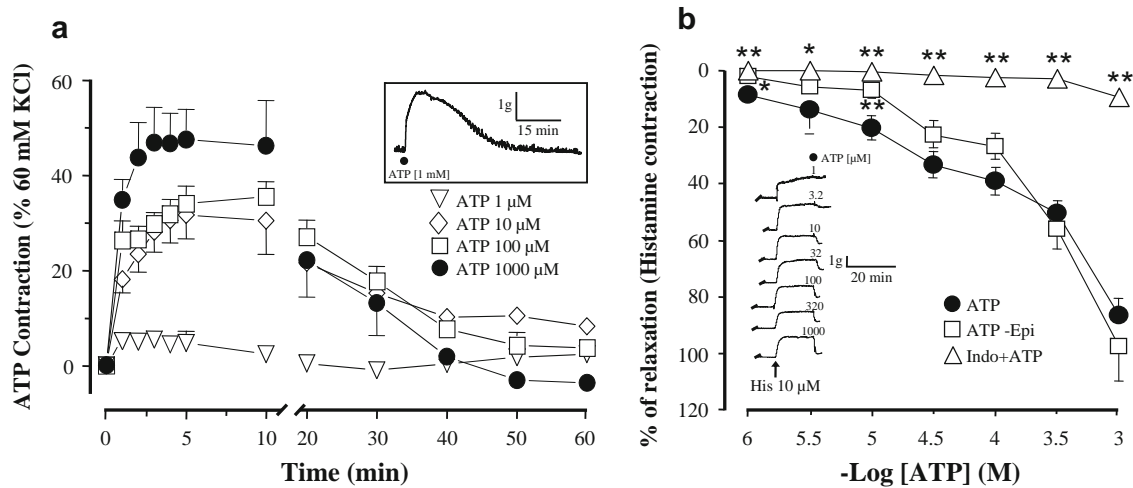 a
ATP Contraction (% 60 mM KCl)
60
40
20
0
1g
15 min
ATP [1 mM]
ATP 1 µM
ATP 10 µM
ATP 100 µM
ATP 1000 µM
0
5
10
20
30
40
50
60
Time (min)
b
% of relaxation (Histamine contraction)
0
20
40
60
80
100
120
** * ** ** ** ** **
*
**
ATP [µM]
1
3.2
10
32
100
320
1000
1g
20 min
His 10 µM
ATP
ATP -Epi
Indo+ATP
6
5.5
5
4.5
4
3.5
3
-Log [ATP] (M)